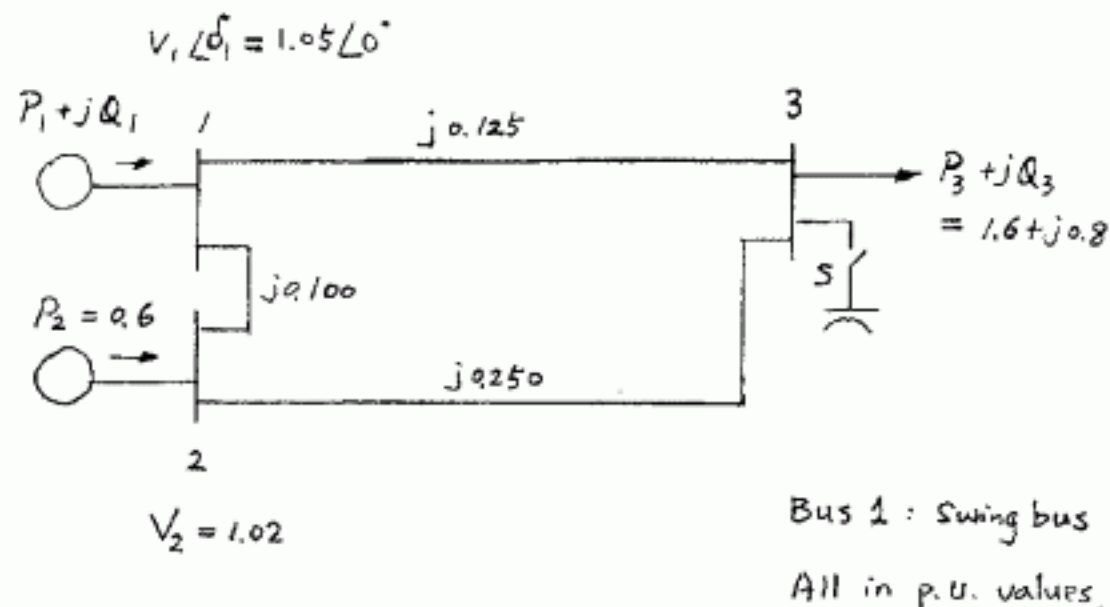 V₁ ∠δ₁° = 1.05∠0°
P₁ + jQ₁
1
j0.125
3
P₃ + jQ₃
= 1.6 + j0.8
S
j0.100
P₂ = 0.6
j0.250
2
V₂ = 1.02
Bus 1 : Swing bus
All in p.u. values.